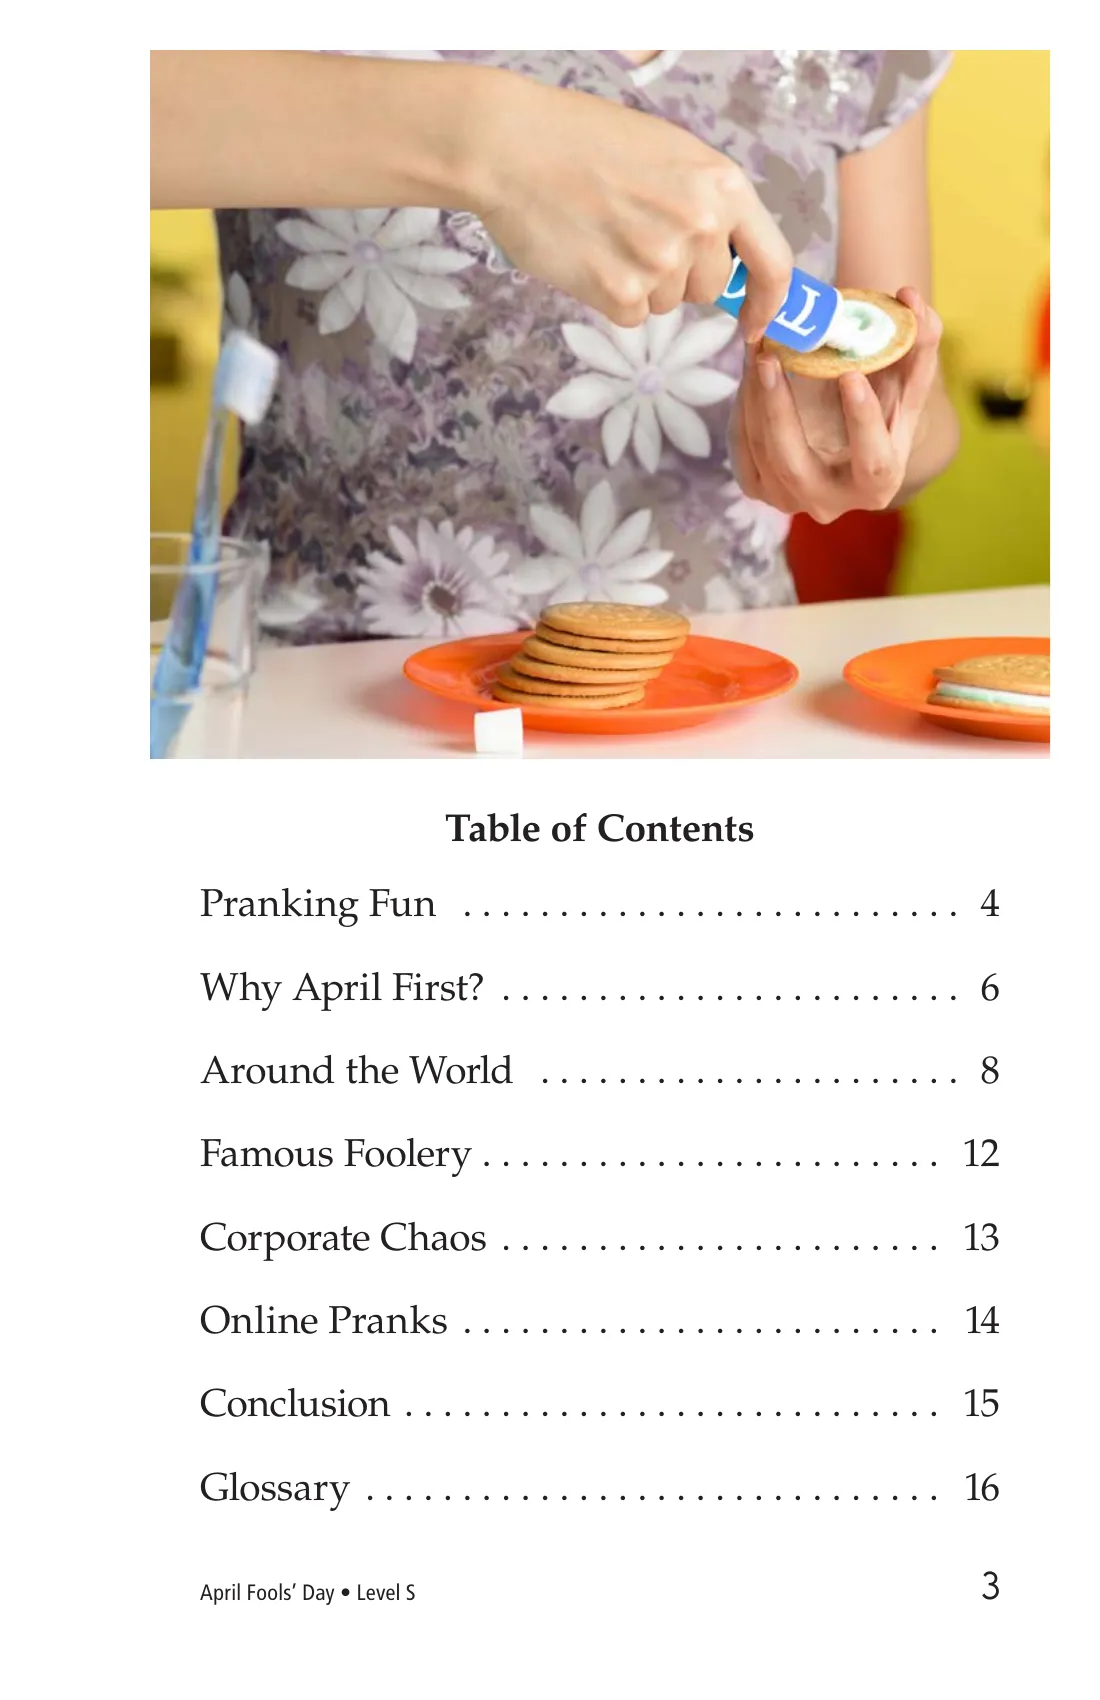 T
Table of Contents
Pranking Fun . . . . . . . . . . . . . . . . . . . . . . . . . . 4
Why April First? . . . . . . . . . . . . . . . . . . . . . . . . 6
Around the World . . . . . . . . . . . . . . . . . . . . . . 8
Famous Foolery . . . . . . . . . . . . . . . . . . . . . . . . 12
Corporate Chaos . . . . . . . . . . . . . . . . . . . . . . . 13
Online Pranks . . . . . . . . . . . . . . . . . . . . . . . . . 14
Conclusion . . . . . . . . . . . . . . . . . . . . . . . . . . . . 15
Glossary . . . . . . . . . . . . . . . . . . . . . . . . . . . . . . 16
April Fools’ Day • Level S 3